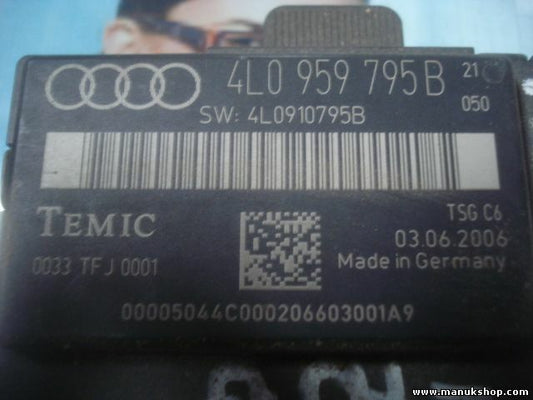 4L0 959 795 B
21
050
SW: 4L0910795B
TEMIC
TSG C6
03.06.2006
0033 TFJ 0001
Made in Germany
00005044C000206603001A9
www.manukshop.com